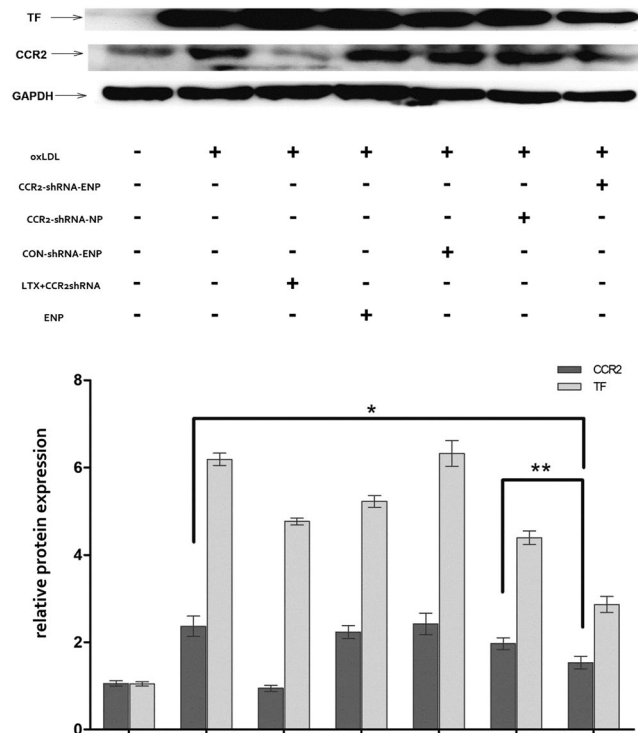 TF
CCR2
GAPDH
oxLDL - + + + + + +
CCR2-shRNA-ENP - - - - - - +
CCR2-shRNA-NP - - - - - + -
CON-shRNA-ENP - - - - + - -
LTX+CCR2shRNA - - + - - - -
ENP - - - + - - -
CCR2
TF
8
6
4
2
0
relative protein expression
*
**